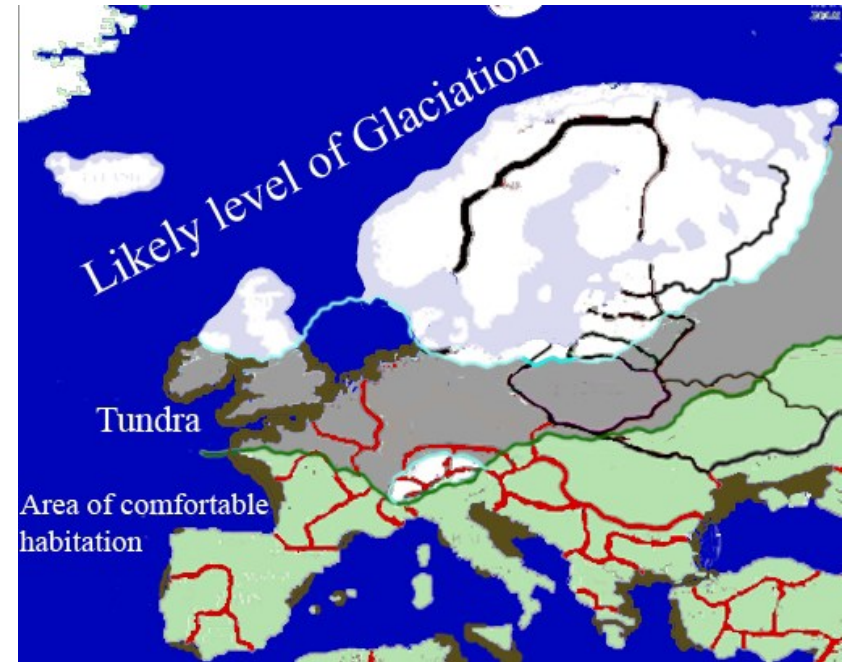 Likely level of Glaciation
Tundra
Area of comfortable
habitation